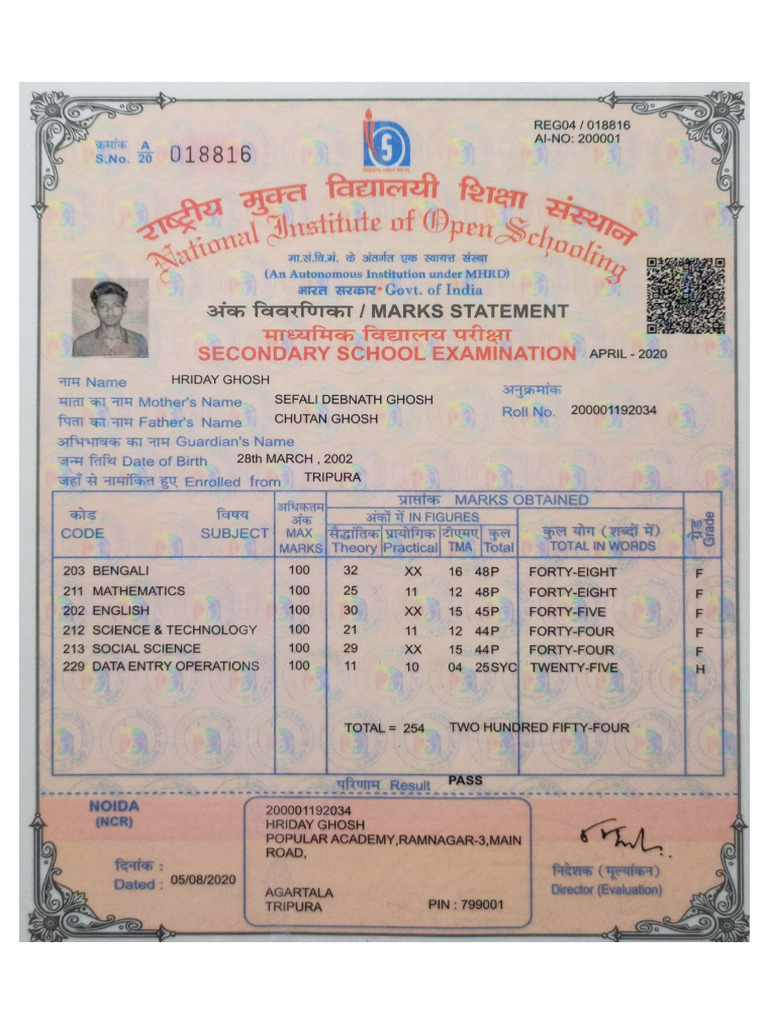 REG04 / 018816
AI-NO: 200001
क्रमांक A
S.No. 20 018816
राष्ट्रीय मुक्त विद्यालयी शिक्षा संस्थान
National Institute of Open Schooling
मा.सं.वि.मं. के अंतर्गत एक स्वायत्त संस्था
(An Autonomous Institution under MHRD)
भारत सरकार • Govt. of India
अंक विवरणिका / MARKS STATEMENT
माध्यमिक विद्यालय परीक्षा
SECONDARY SCHOOL EXAMINATION APRIL - 2020
नाम Name HRIDAY GHOSH
अनुक्रमांक
माता का नाम Mother's Name SEFALI DEBNATH GHOSH
Roll No. 200001192034
पिता का नाम Father's Name CHUTAN GHOSH
अभिभावक का नाम Guardian's Name
जन्म तिथि Date of Birth 28th MARCH , 2002
जहाँ से नामांकित हुए Enrolled from TRIPURA
कोड CODE विषय SUBJECT अधिकतम अंक MAX MARKS प्राप्तांक MARKS OBTAINED ग्रेड Grade
अंकों में IN FIGURES कुल योग (शब्दों में) TOTAL IN WORDS
सैद्धांतिक Theory प्रायोगिक Practical टीएमए TMA कुल Total
203 BENGALI 100 32 XX 16 48P FORTY-EIGHT F
211 MATHEMATICS 100 25 11 12 48P FORTY-EIGHT F
202 ENGLISH 100 30 XX 15 45P FORTY-FIVE F
212 SCIENCE & TECHNOLOGY 100 21 11 12 44P FORTY-FOUR F
213 SOCIAL SCIENCE 100 29 XX 15 44P FORTY-FOUR F
229 DATA ENTRY OPERATIONS 100 11 10 04 25SYC TWENTY-FIVE H
TOTAL = 254 TWO HUNDRED FIFTY-FOUR
परिणाम Result PASS
NOIDA
(NCR)
दिनांक :
Dated : 05/08/2020
200001192034
HRIDAY GHOSH
POPULAR ACADEMY,RAMNAGAR-3,MAIN
ROAD,
AGARTALA
TRIPURA PIN : 799001
निदेशक (मूल्यांकन)
Director (Evaluation)